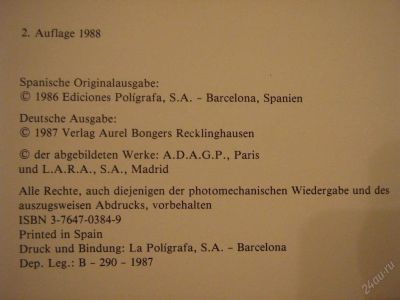 2. Auflage 1988
Spanische Originalausgabe:
© 1986 Ediciones Polígrafa, S.A. – Barcelona, Spanien
Deutsche Ausgabe:
© 1987 Verlag Aurel Bongers Recklinghausen
© der abgebildeten Werke: A.D.A.G.P., Paris
und L.A.R.A., S.A., Madrid
Alle Rechte, auch diejenigen der photomechanischen Wiedergabe und des
auszugsweisen Abdrucks, vorbehalten
ISBN 3-7647-0384-9
Printed in Spain
Druck und Bindung: La Polígrafa, S.A. – Barcelona
Dep. Leg.: B - 290 - 1987
24au.ru